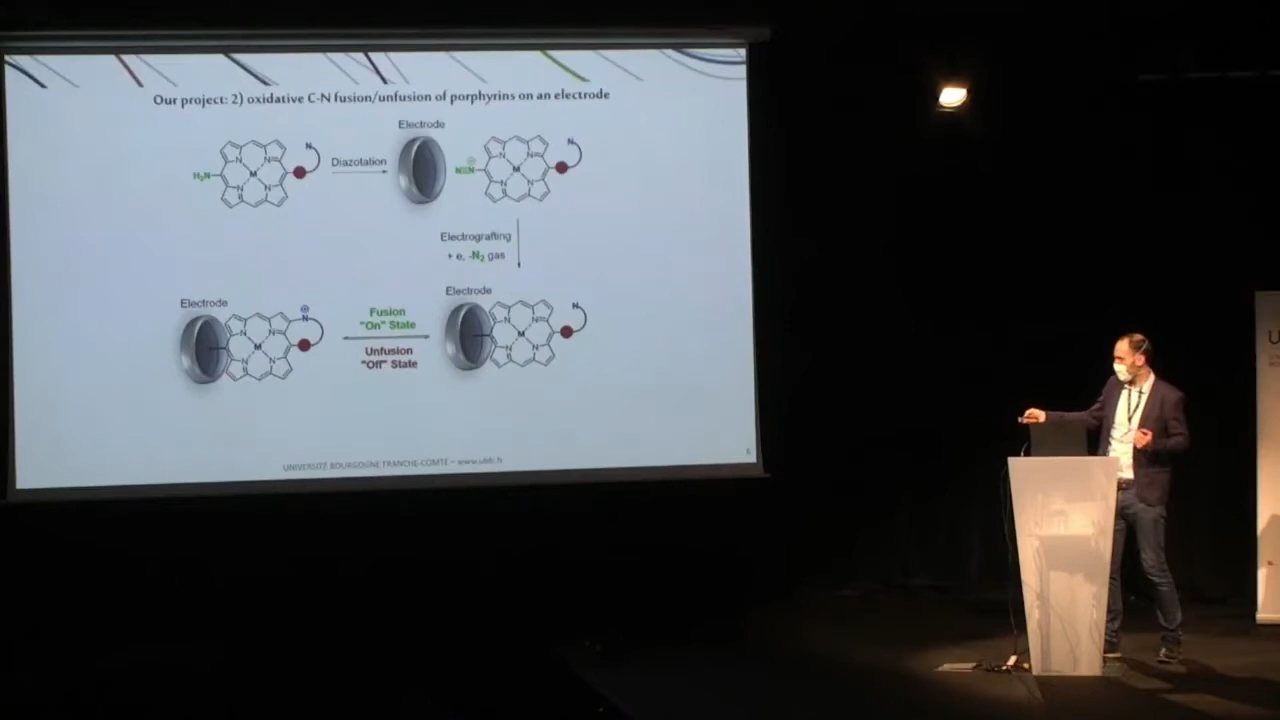 Our project: 2) oxidative C-N fusion/unfusion of porphyrins on an electrode
Electrode
H₂N
N
N
N
M
N
N
Diazotation
N≡N
⊕
N
N
N
M
N
N
Electrografting
+ e, -N₂ gas
Electrode
Electrode
⊕
N
N
N
M
N
N
Fusion
"On" State
Unfusion
"Off" State
N
N
N
M
N
N
UNIVERSITÉ BOURGOGNE FRANCHE-COMTÉ – www.ubfc.fr
6
U